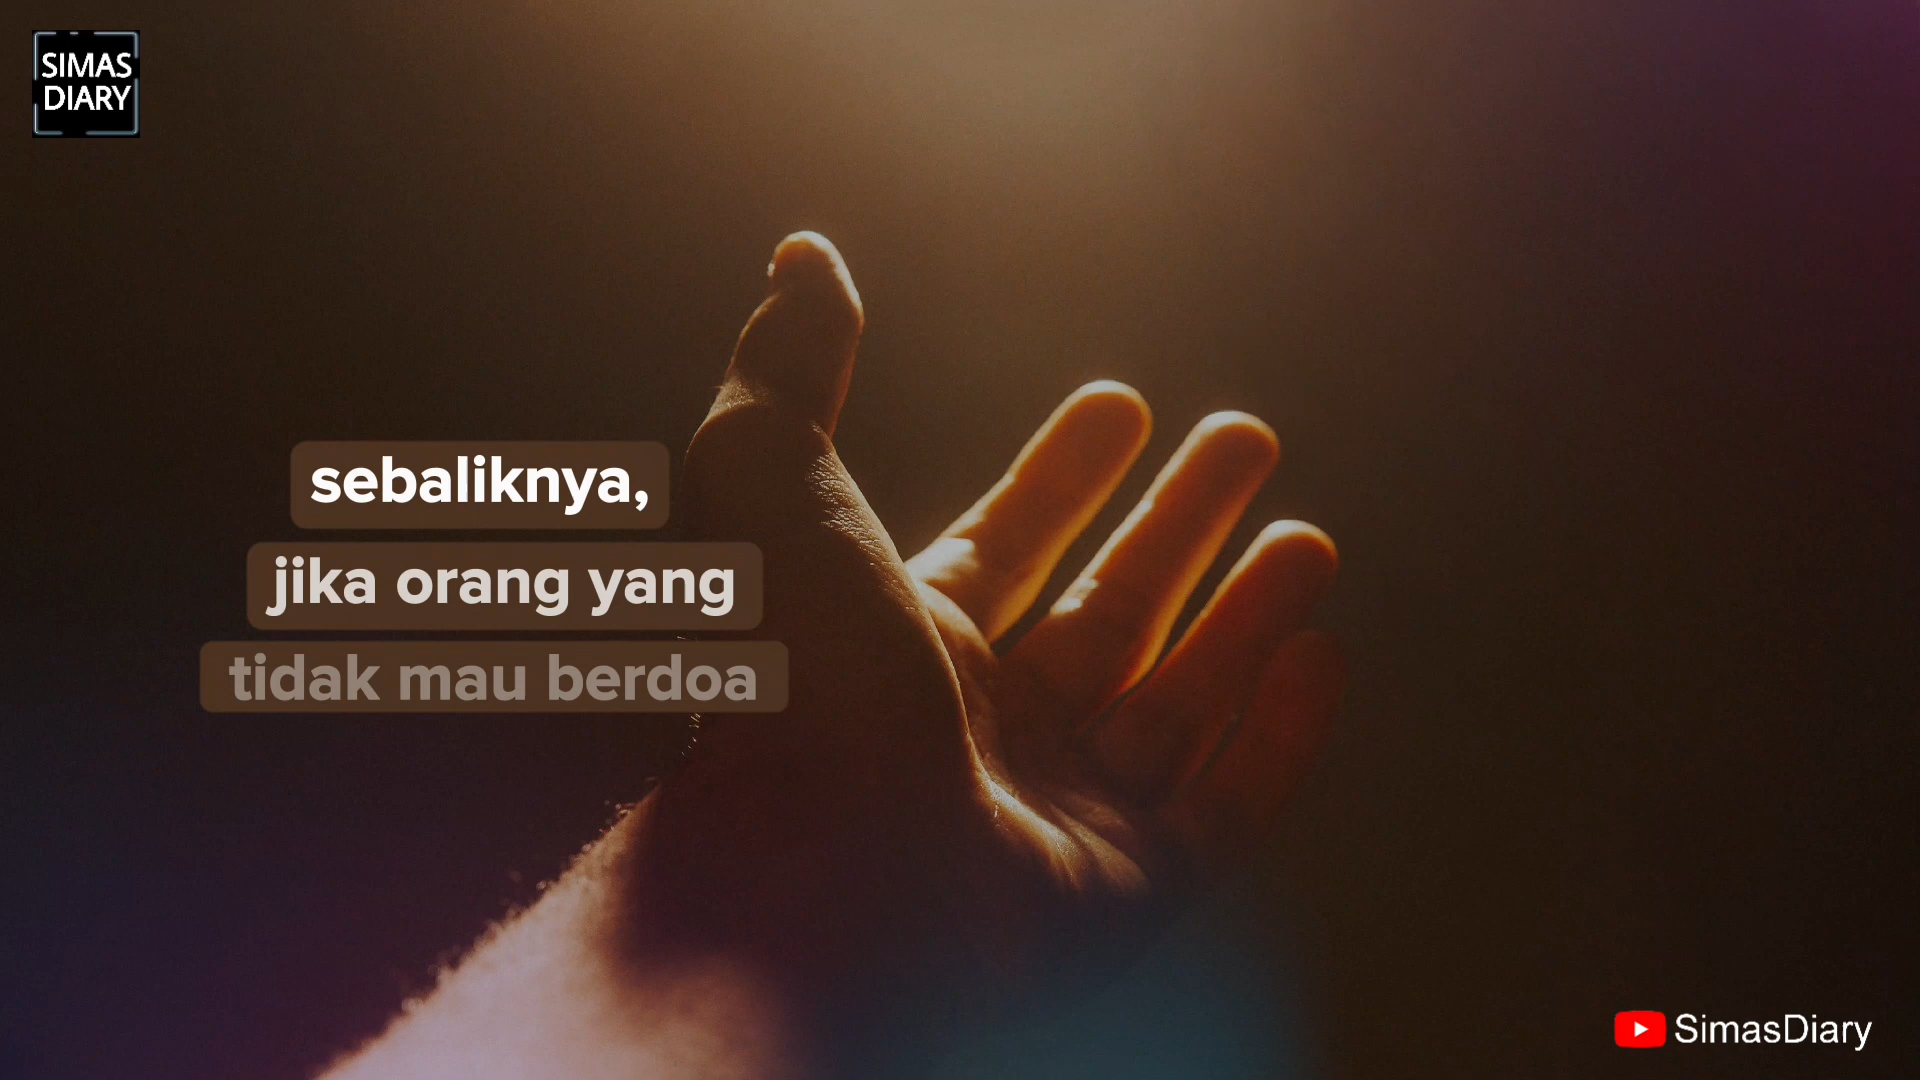 SIMAS
DIARY
sebaliknya,
jika orang yang
tidak mau berdoa
SimasDiary